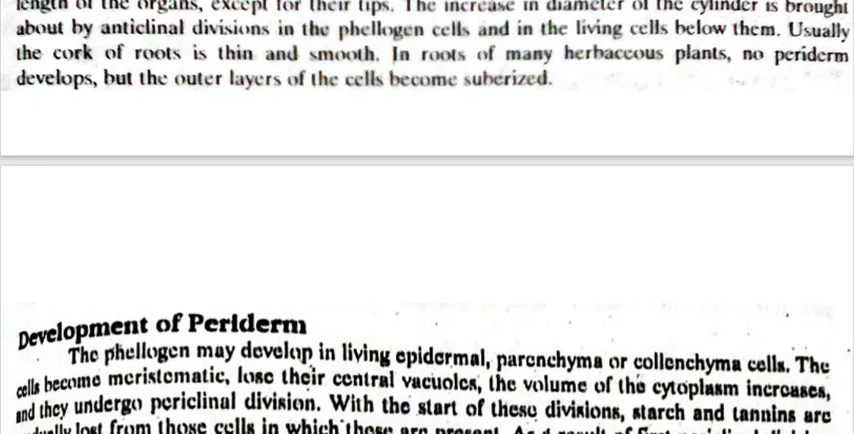 length of the organs, except for their tips. The increase in diameter of the cylinder is brought
about by anticlinal divisions in the phellogen cells and in the living cells below them. Usually
the cork of roots is thin and smooth. In roots of many herbaceous plants, no periderm
develops, but the outer layers of the cells become suberized.
Development of Periderm
The phellogen may develop in living epidermal, parenchyma or collenchyma cells. The
cells become meristematic, lose their central vacuoles, the volume of the cytoplasm increases,
and they undergo periclinal division. With the start of these divisions, starch and tannins are
lost from those cells in which these are present. As a result of first